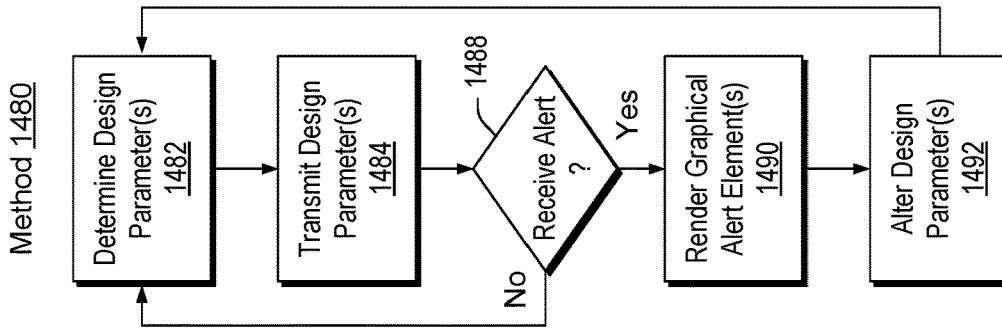 Method 1480
Determine Design
Parameter(s)
1482
Transmit Design
Parameter(s)
1484
1488
Receive Alert
?
No
Yes
Render Graphical
Alert Element(s)
1490
Alter Design
Parameter(s)
1492